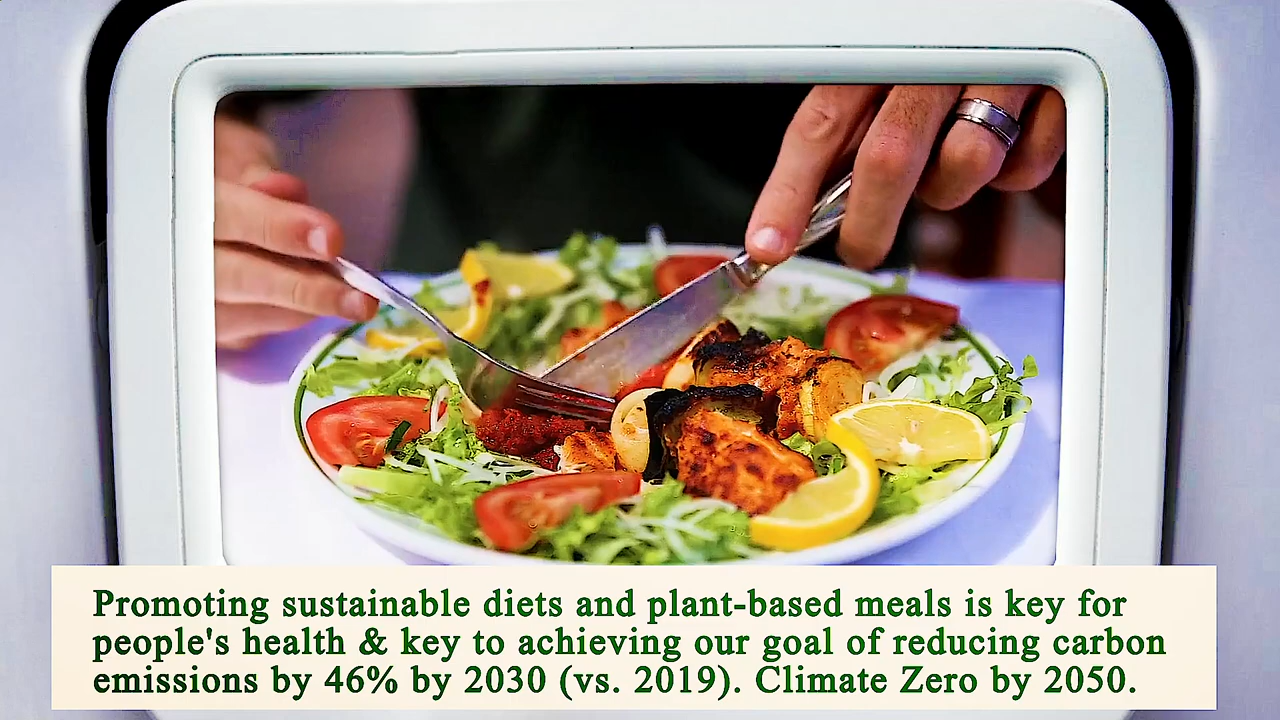 Promoting sustainable diets and plant-based meals is key for
people's health & key to achieving our goal of reducing carbon
emissions by 46% by 2030 (vs. 2019). Climate Zero by 2050.